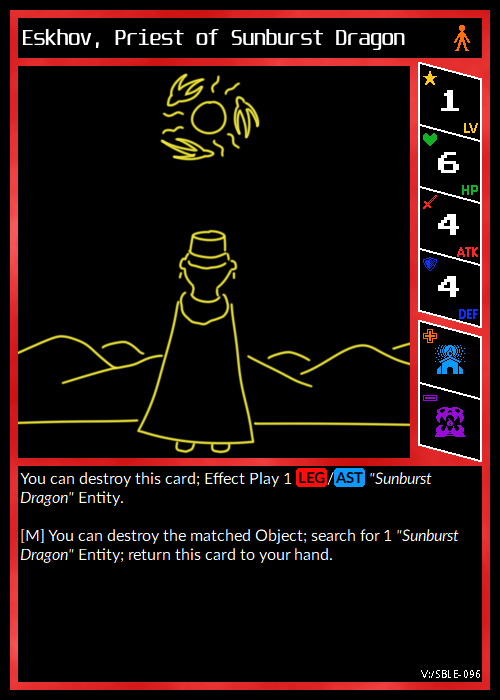 Eskhov, Priest of Sunburst Dragon
1
LV
6
HP
4
ATK
4
DEF
You can destroy this card; Effect Play 1 LEG/AST "Sunburst
Dragon" Entity.
[M] You can destroy the matched Object; search for 1 "Sunburst
Dragon" Entity; return this card to your hand.
V:/SBLE-096